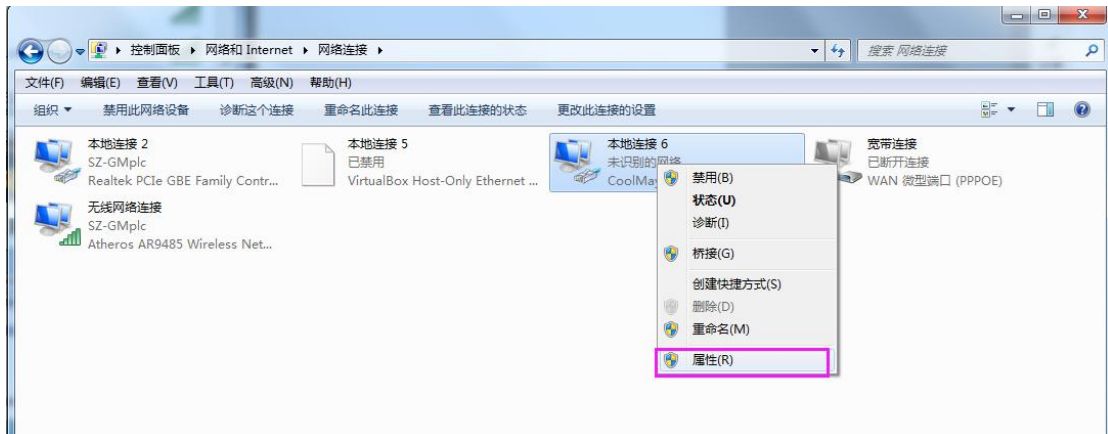 控制面板 ▸ 网络和 Internet ▸ 网络连接 ▸
搜索 网络连接
文件(F) 编辑(E) 查看(V) 工具(T) 高级(N) 帮助(H)
组织 ▼ 禁用此网络设备 诊断这个连接 重命名此连接 查看此连接的状态 更改此连接的设置
本地连接 2
SZ-GMplc
Realtek PCIe GBE Family Contr...
本地连接 5
已禁用
VirtualBox Host-Only Ethernet ...
本地连接 6
未识别的网络
CoolMay
宽带连接
已断开连接
WAN 微型端口 (PPPOE)
无线网络连接
SZ-GMplc
Atheros AR9485 Wireless Net...
禁用(B)
状态(U)
诊断(I)
桥接(G)
创建快捷方式(S)
删除(D)
重命名(M)
属性(R)